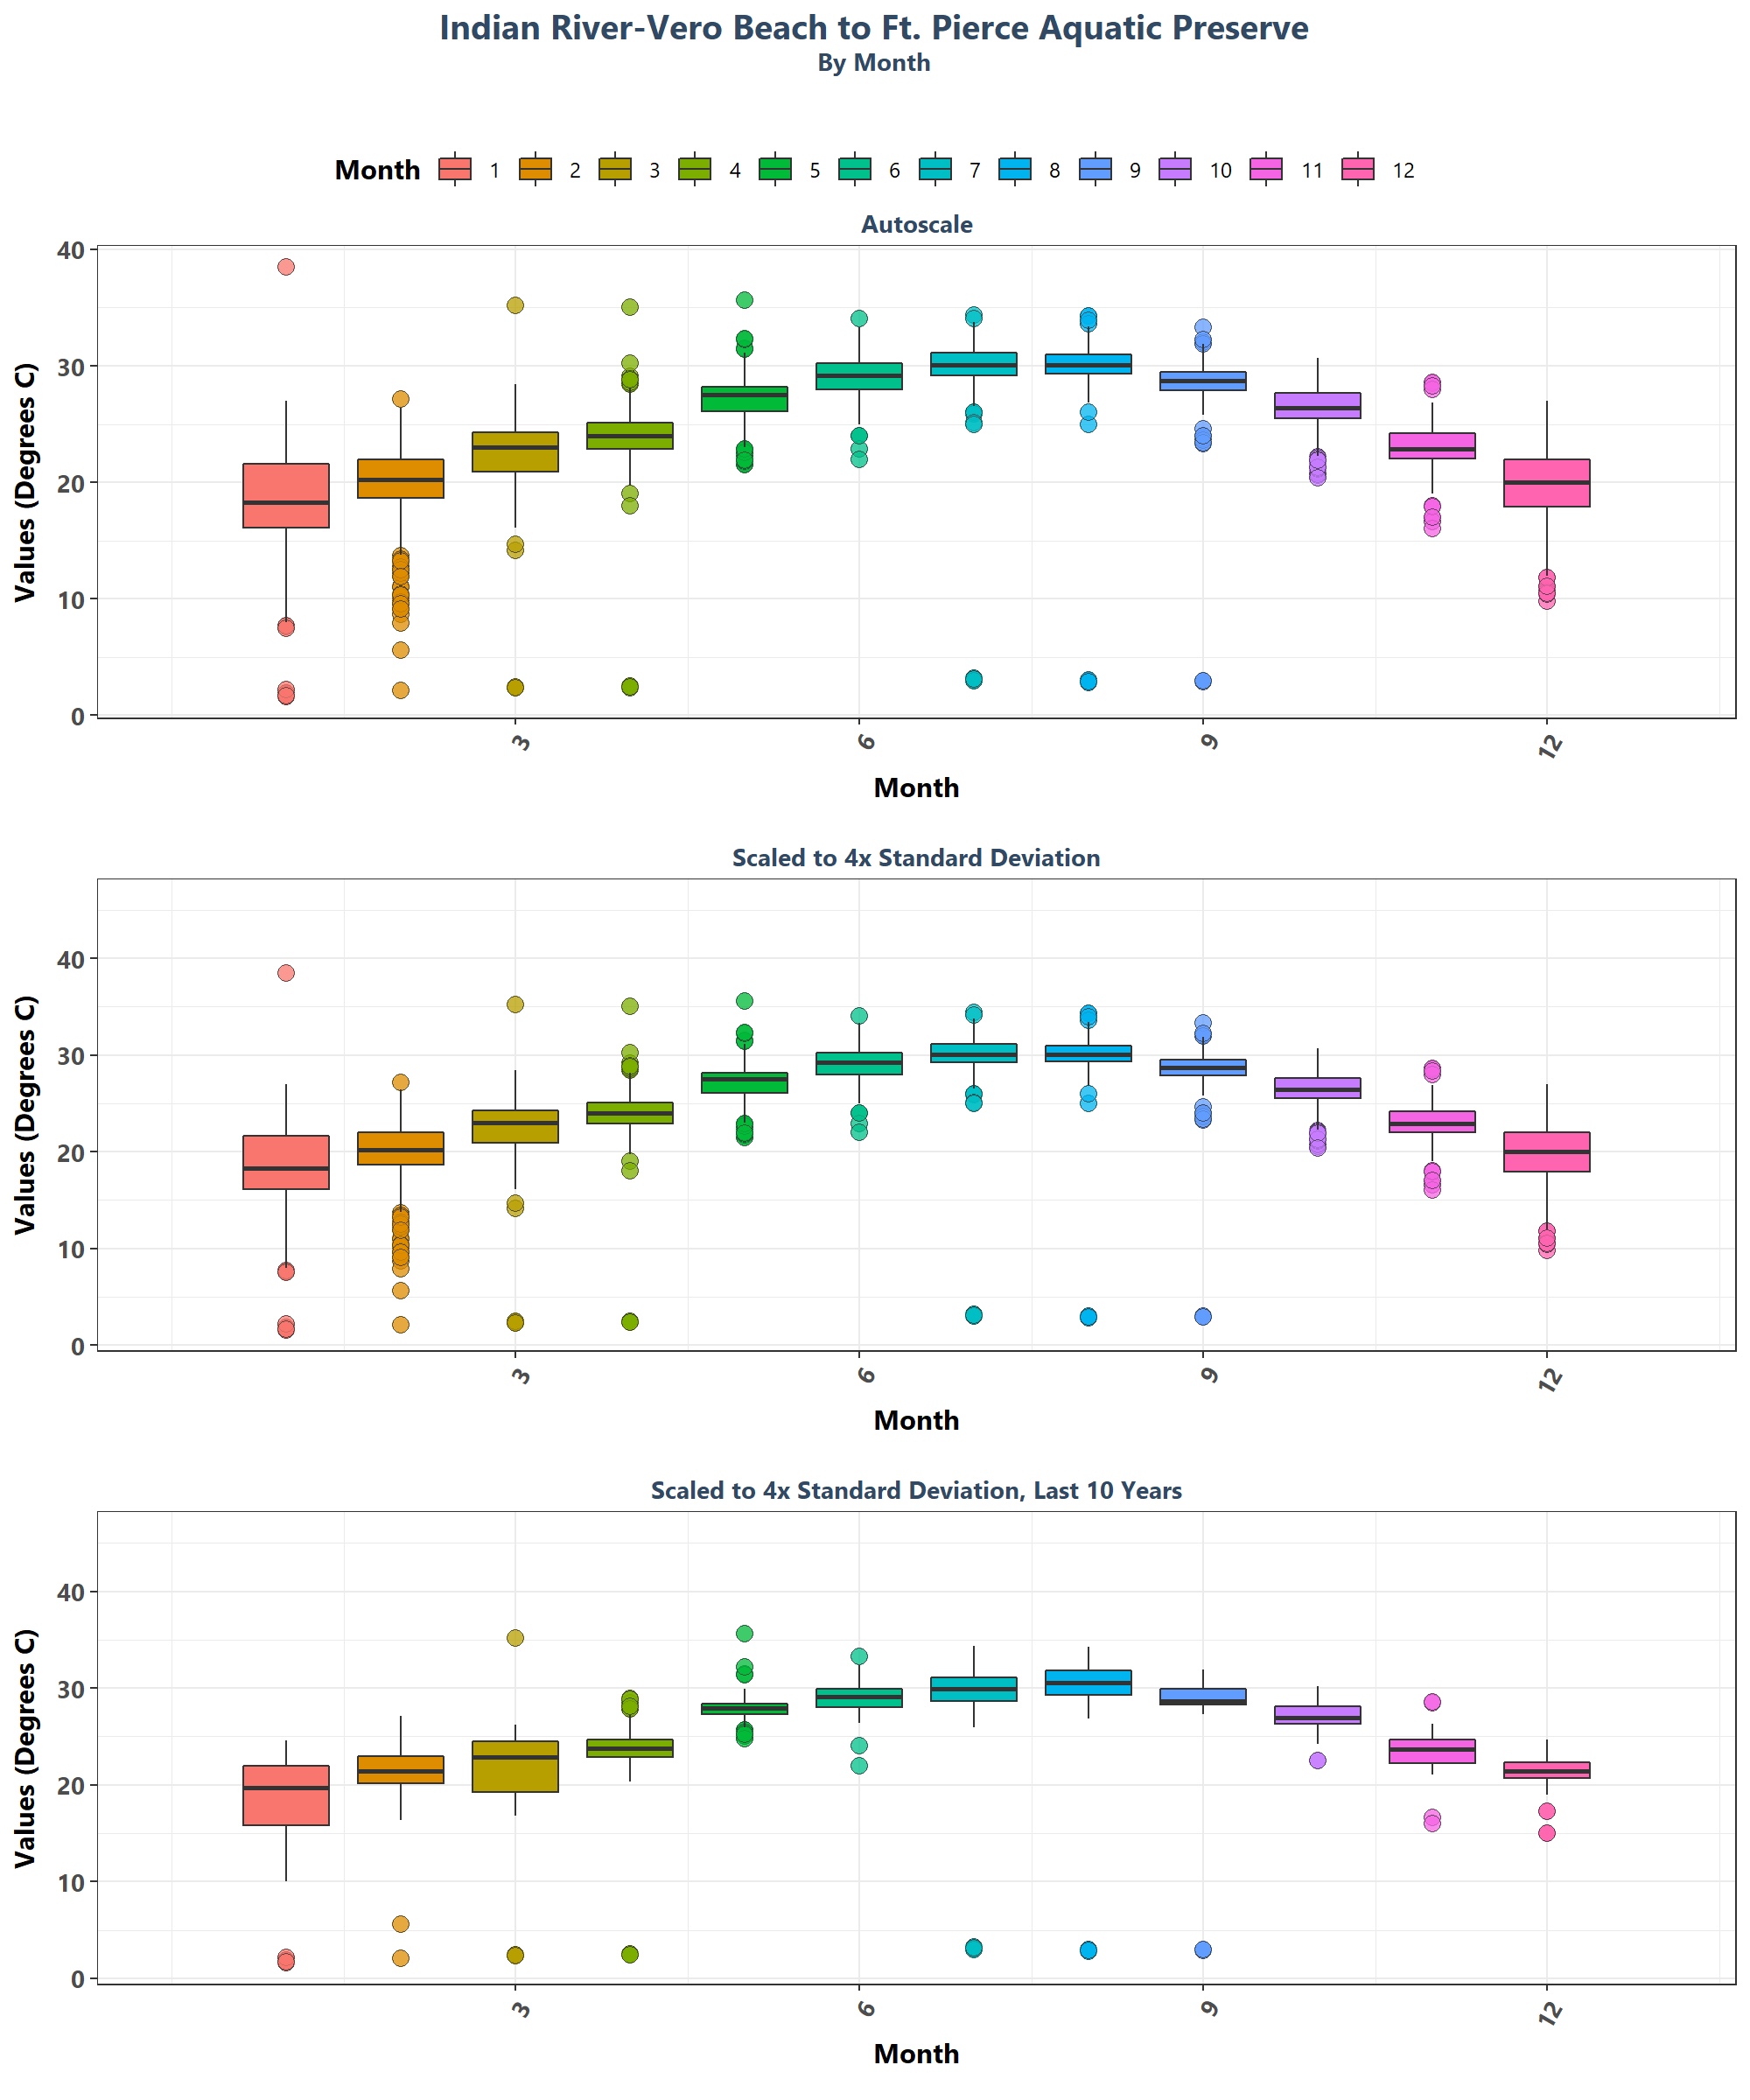 Indian River-Vero Beach to Ft. Pierce Aquatic Preserve
By Month
Month 1 2 3 4 5 6 7 8 9 10 11 12
Autoscale
Values (Degrees C)
40
30
20
10
0
3 6 9 12
Month
Scaled to 4x Standard Deviation
Values (Degrees C)
40
30
20
10
0
3 6 9 12
Month
Scaled to 4x Standard Deviation, Last 10 Years
Values (Degrees C)
40
30
20
10
0
3 6 9 12
Month